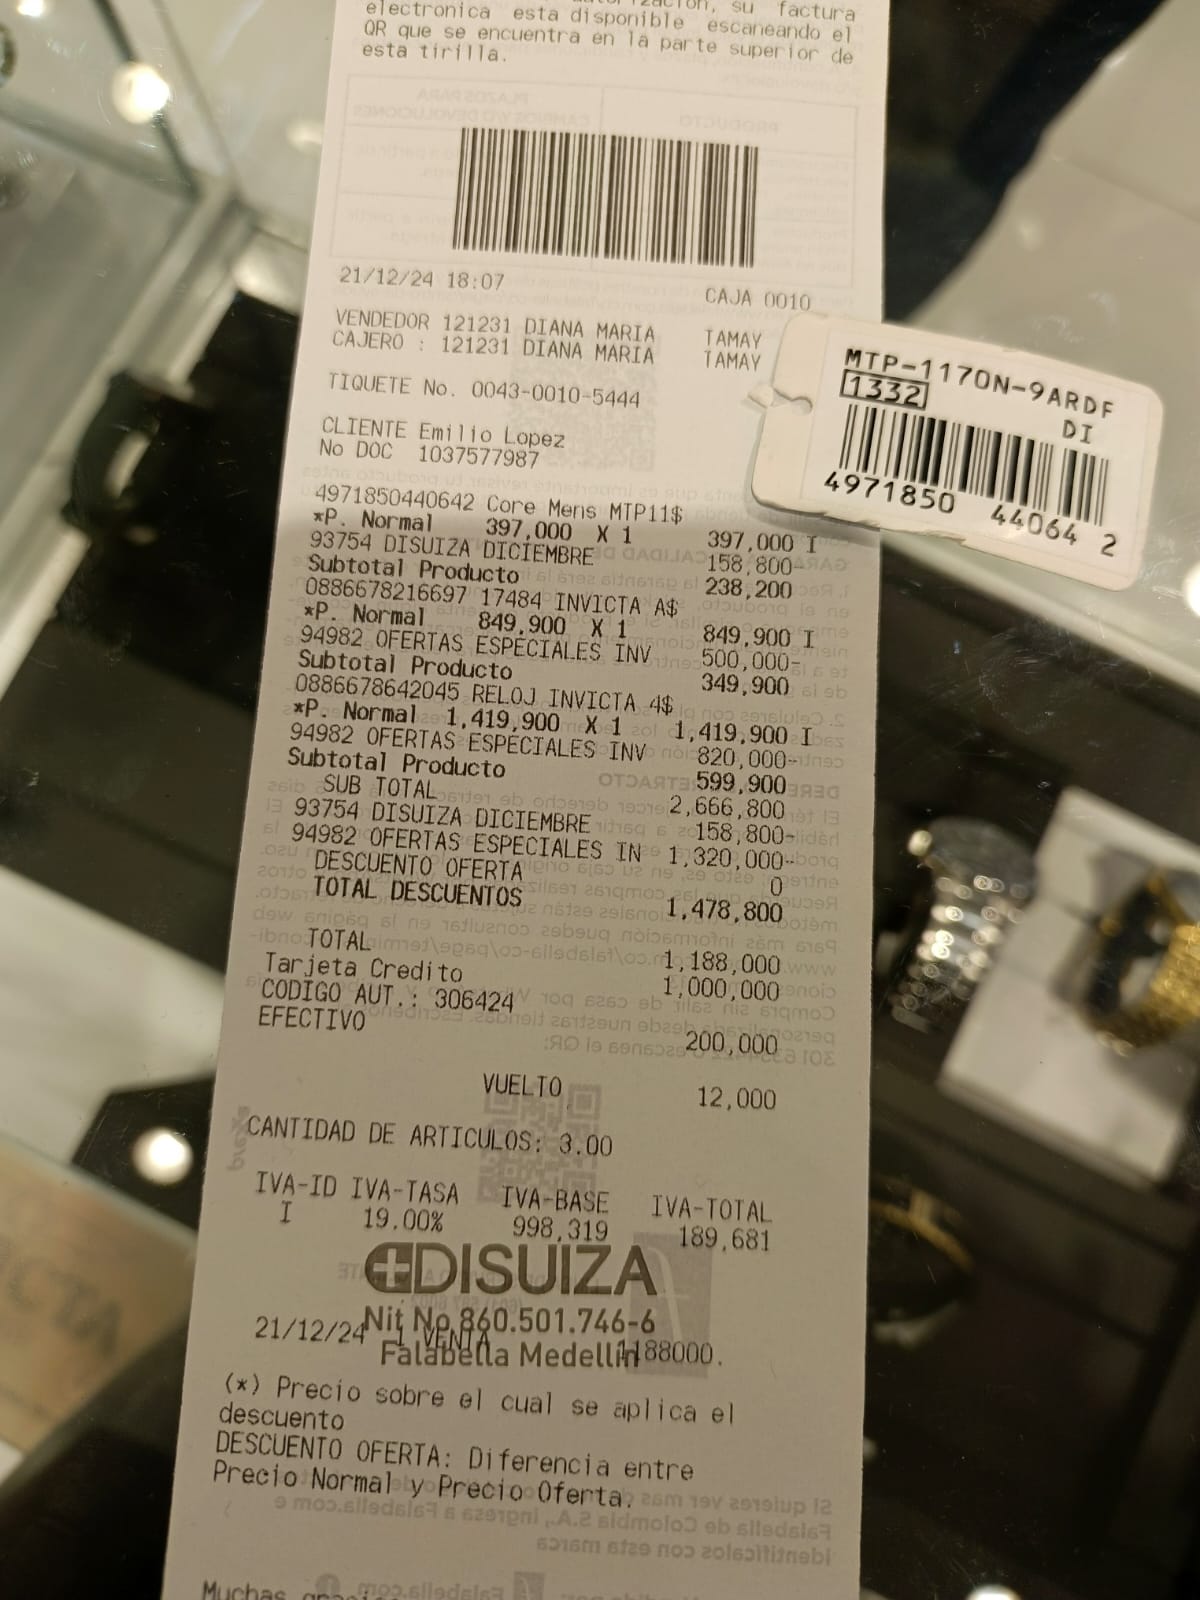 su factura
electronica esta disponible escaneando el
QR que se encuentra en la parte superior de
esta tirilla.
21/12/24 18:07 CAJA 0010
VENDEDOR 121231 DIANA MARIA TAMAY
CAJERO : 121231 DIANA MARIA TAMAY
TIQUETE No. 0043-0010-5444
CLIENTE Emilio Lopez
No DOC 1037577987
4971850440642 Core Mens MTP11$
*P. Normal 397,000 X 1 397,000 I
93754 DISUIZA DICIEMBRE 158,800-
Subtotal Producto 238,200
0886678216697 17484 INVICTA A$
*P. Normal 849,900 X 1 849,900 I
94982 OFERTAS ESPECIALES INV 500,000-
Subtotal Producto 349,900
0886678642045 RELOJ INVICTA 4$
*P. Normal 1,419,900 X 1 1,419,900 I
94982 OFERTAS ESPECIALES INV 820,000-
Subtotal Producto 599,900
SUB TOTAL 2,666,800
93754 DISUIZA DICIEMBRE 158,800-
94982 OFERTAS ESPECIALES IN 1,320,000-
DESCUENTO OFERTA 0
TOTAL DESCUENTOS 1,478,800
TOTAL 1,188,000
Tarjeta Credito 1,000,000
CODIGO AUT.: 306424
EFECTIVO 200,000
VUELTO 12,000
CANTIDAD DE ARTICULOS: 3.00
IVA-ID IVA-TASA IVA-BASE IVA-TOTAL
I 19.00% 998,319 189,681
DISUIZA
Nit No.860.501.746-6
21/12/24 1 VENTA 1188000.
Falabella Medellin
(*) Precio sobre el cual se aplica el
descuento
DESCUENTO OFERTA: Diferencia entre
Precio Normal y Precio Oferta.
Muchas
MTP-1170N-9ARDF
1332
DI
4971850 44064 2